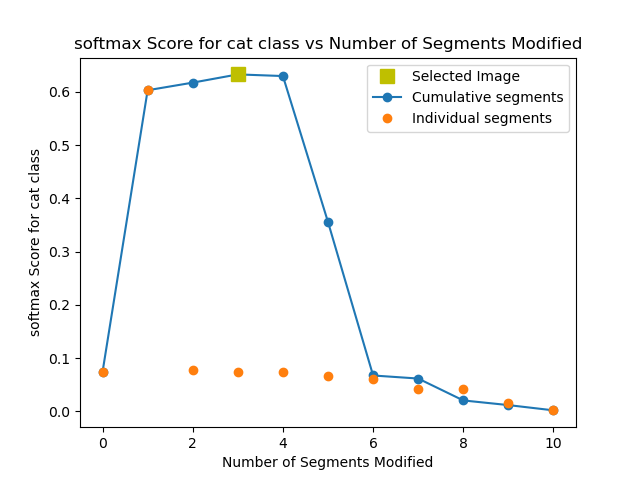 softmax Score for cat class vs Number of Segments Modified
Selected Image
Cumulative segments
Individual segments
softmax Score for cat class
0.6
0.5
0.4
0.3
0.2
0.1
0.0
0 2 4 6 8 10
Number of Segments Modified